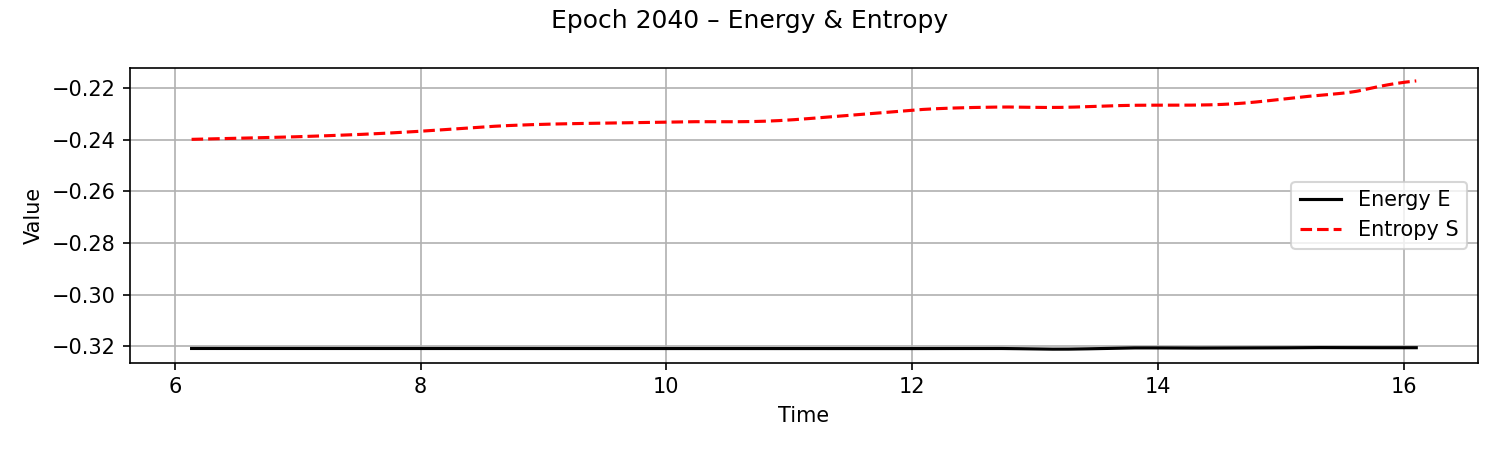 Epoch 2040 – Energy & Entropy
−0.22
−0.24
−0.26
−0.28
−0.30
−0.32
Value
Energy E
Entropy S
6 8 10 12 14 16
Time